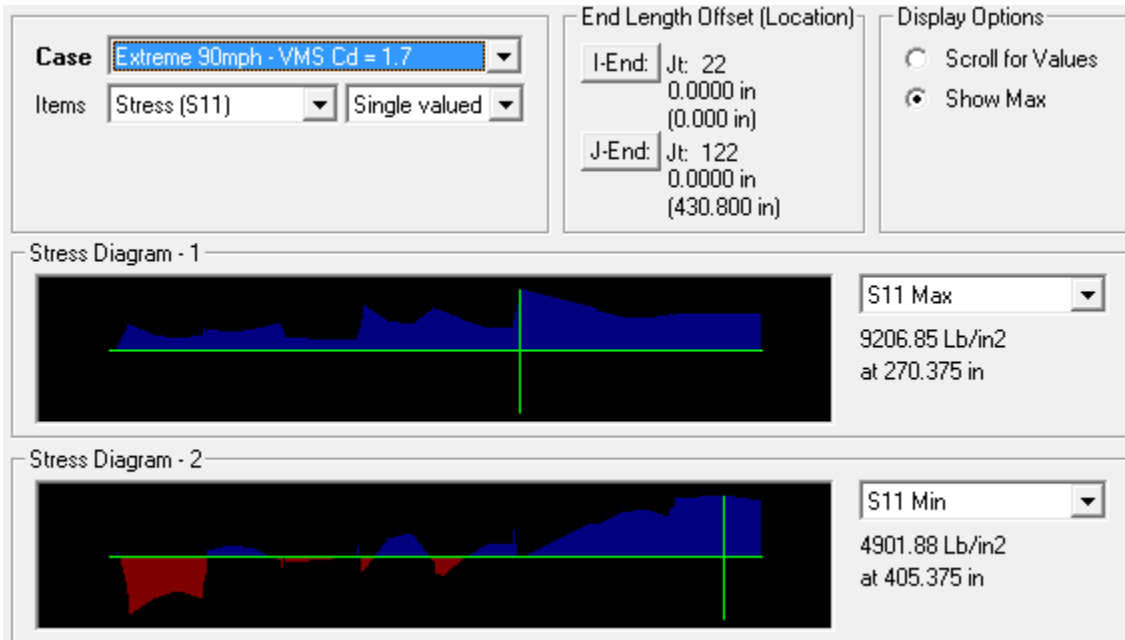 End Length Offset (Location)
Display Options
Case Extreme 90mph - VMS Cd = 1.7
I-End: Jt: 22
0.0000 in
(0.000 in)
Scroll for Values
Items Stress (S11) Single valued
Show Max
J-End: Jt: 122
0.0000 in
(430.800 in)
Stress Diagram - 1
S11 Max
9206.85 Lb/in2
at 270.375 in
Stress Diagram - 2
S11 Min
4901.88 Lb/in2
at 405.375 in